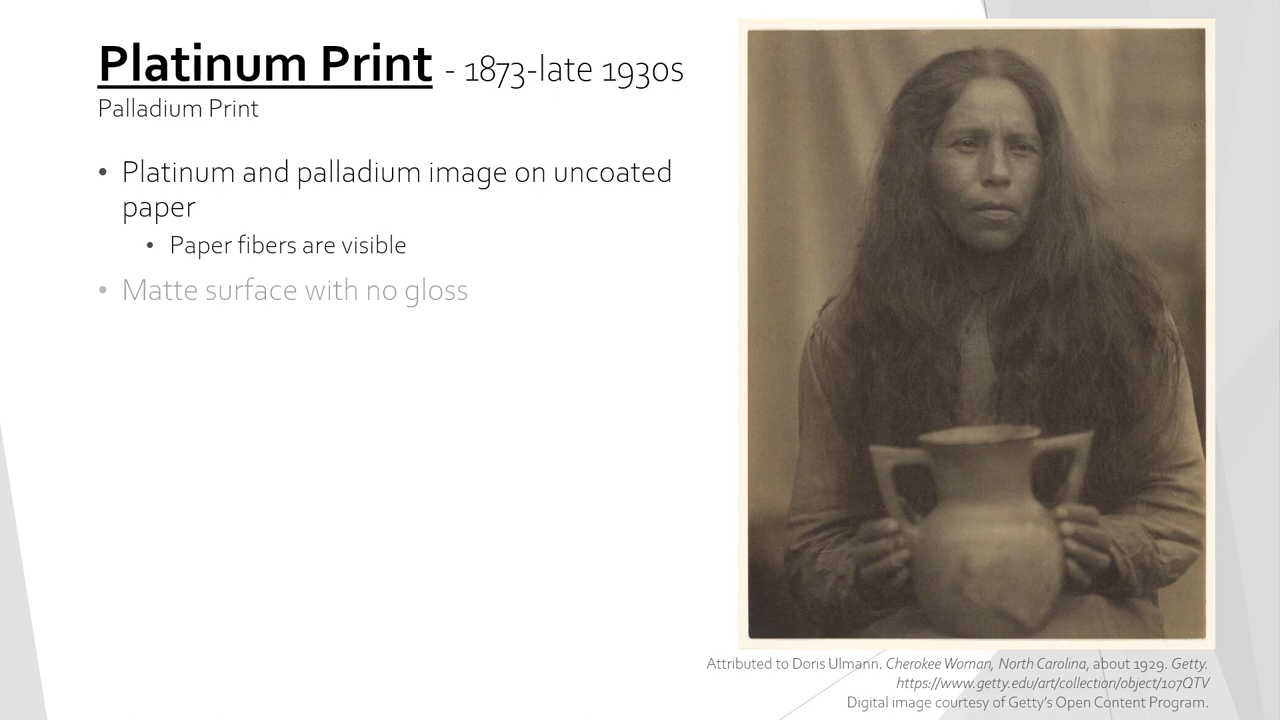 Platinum Print - 1873-late 1930s
Palladium Print
• Platinum and palladium image on uncoated
paper
• Paper fibers are visible
• Matte surface with no gloss
Attributed to Doris Ulmann. Cherokee Woman, North Carolina, about 1929. Getty.
https://www.getty.edu/art/collection/object/107QTV
Digital image courtesy of Getty's Open Content Program.